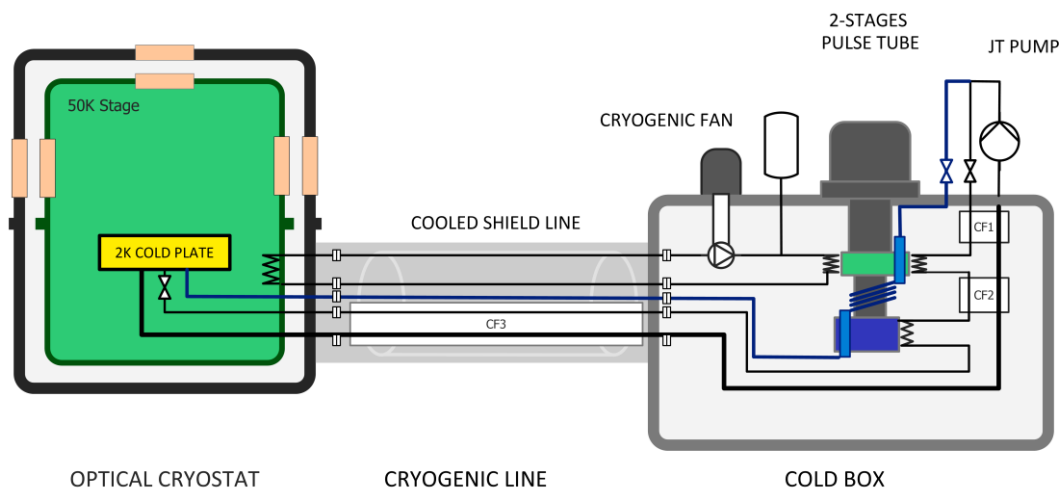 2-STAGES
PULSE TUBE
JT PUMP
50K Stage
CRYOGENIC FAN
COOLED SHIELD LINE
CF1
2K COLD PLATE
CF2
CF3
OPTICAL CRYOSTAT
CRYOGENIC LINE
COLD BOX